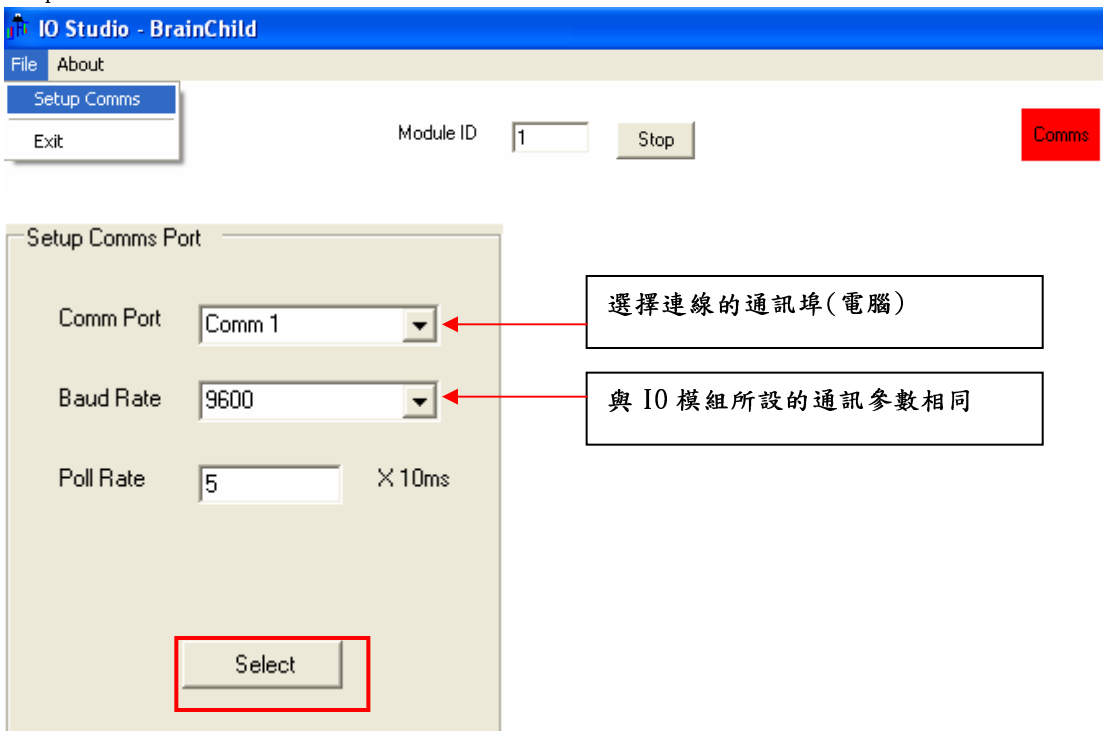 IO Studio - BrainChild
File About
Setup Comms
Exit
Module ID 1 Stop Comms
Setup Comms Port
Comm Port Comm 1
選擇連線的通訊埠(電腦)
Baud Rate 9600
與 IO 模組所設的通訊參數相同
Poll Rate 5 X 10ms
Select